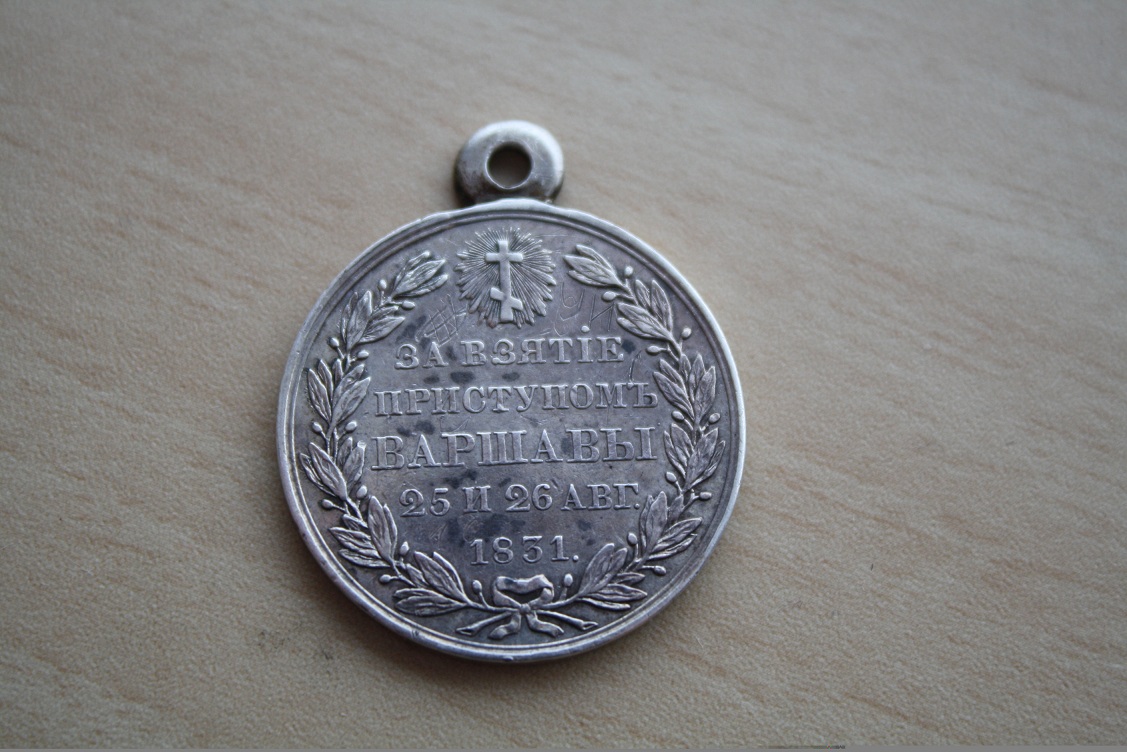 ЗА ВЗЯТІЕ
ПРИСТУПОМЪ
ВАРШАВЫ
25 И 26 АВГ.
1831.